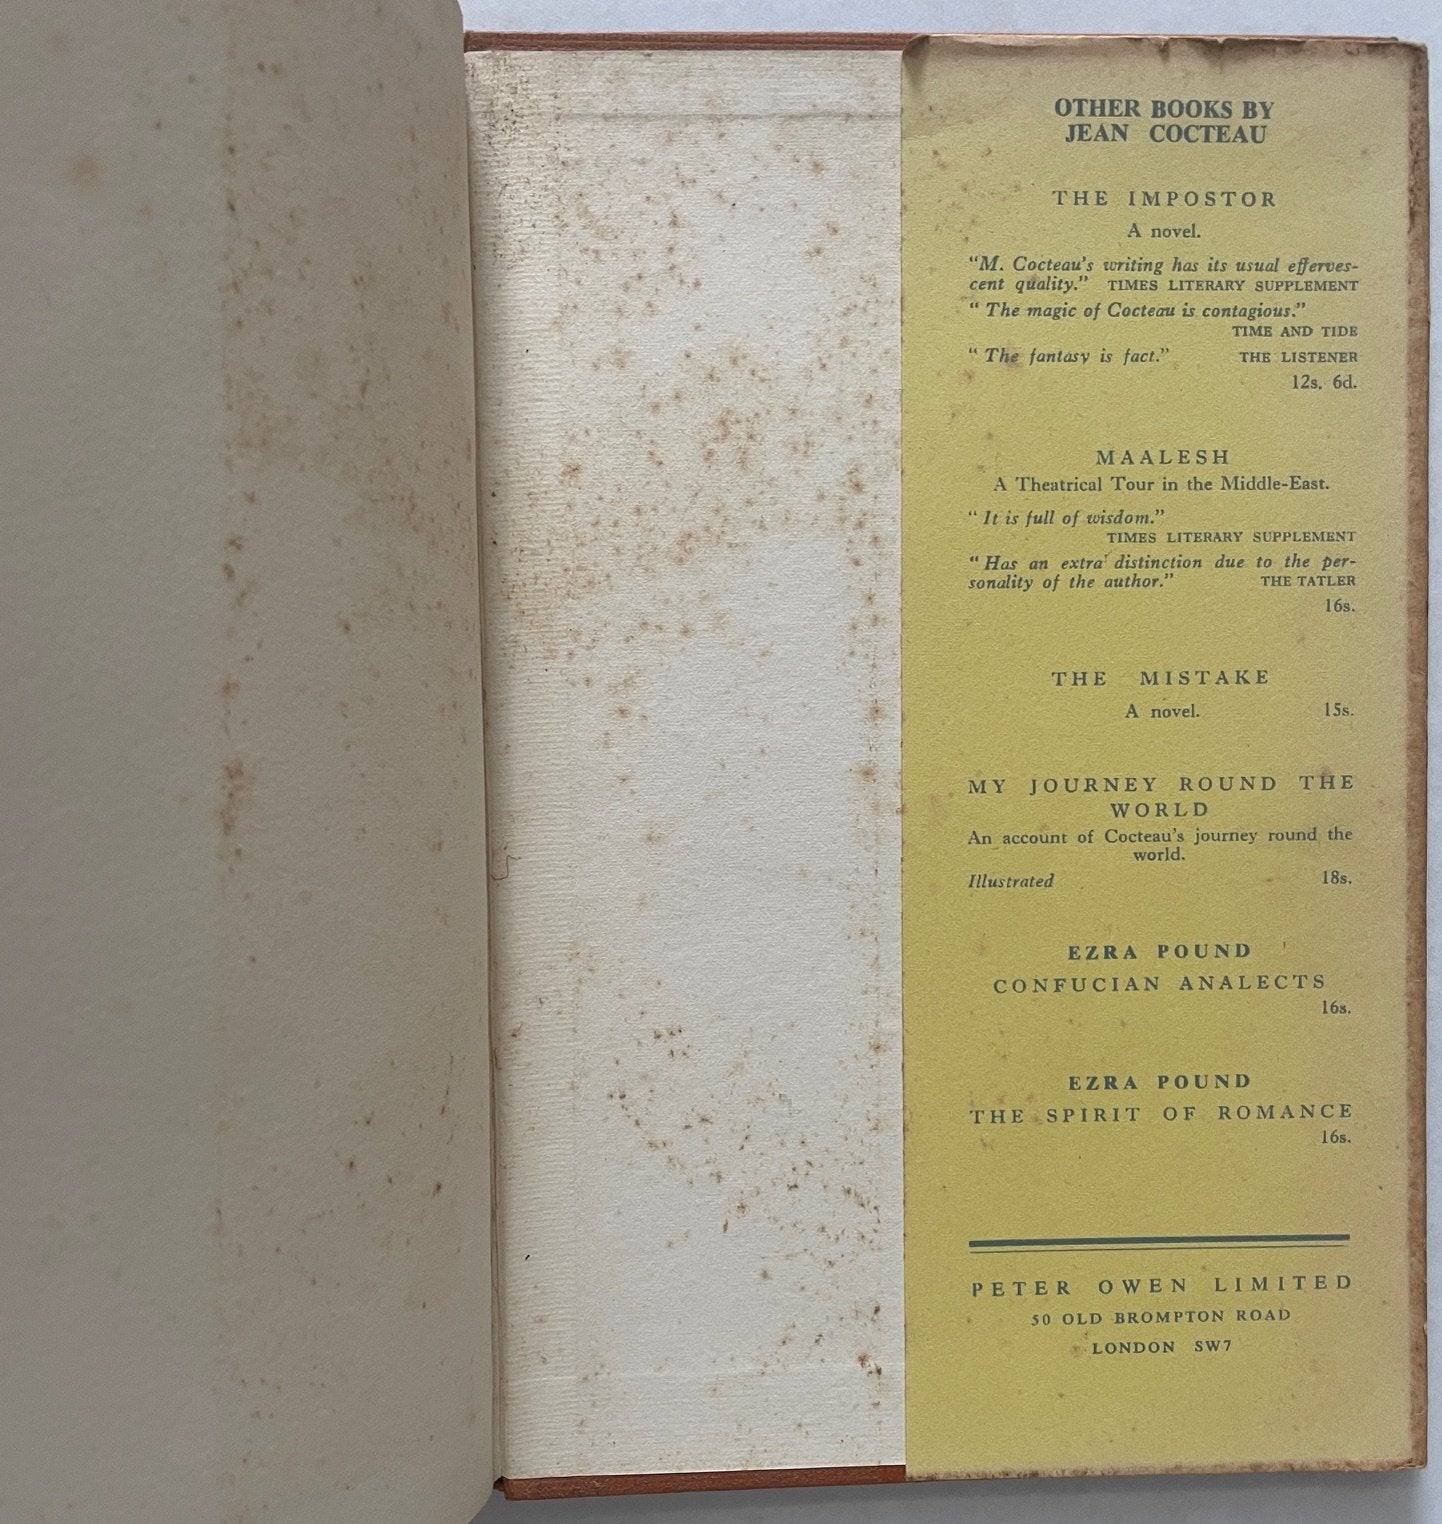 OTHER BOOKS BY
JEAN COCTEAU
THE IMPOSTOR
A novel.
"M. Cocteau's writing has its usual efferves-
cent quality." TIMES LITERARY SUPPLEMENT
"The magic of Cocteau is contagious."
TIME AND TIDE
"The fantasy is fact." THE LISTENER
12s. 6d.
MAALESH
A Theatrical Tour in the Middle-East.
"It is full of wisdom."
TIMES LITERARY SUPPLEMENT
"Has an extra distinction due to the per-
sonality of the author." THE TATLER
16s.
THE MISTAKE
A novel. 15s.
MY JOURNEY ROUND THE
WORLD
An account of Cocteau's journey round the
world.
Illustrated 18s.
EZRA POUND
CONFUCIAN ANALECTS
16s.
EZRA POUND
THE SPIRIT OF ROMANCE
16s.
PETER OWEN LIMITED
50 OLD BROMPTON ROAD
LONDON SW7